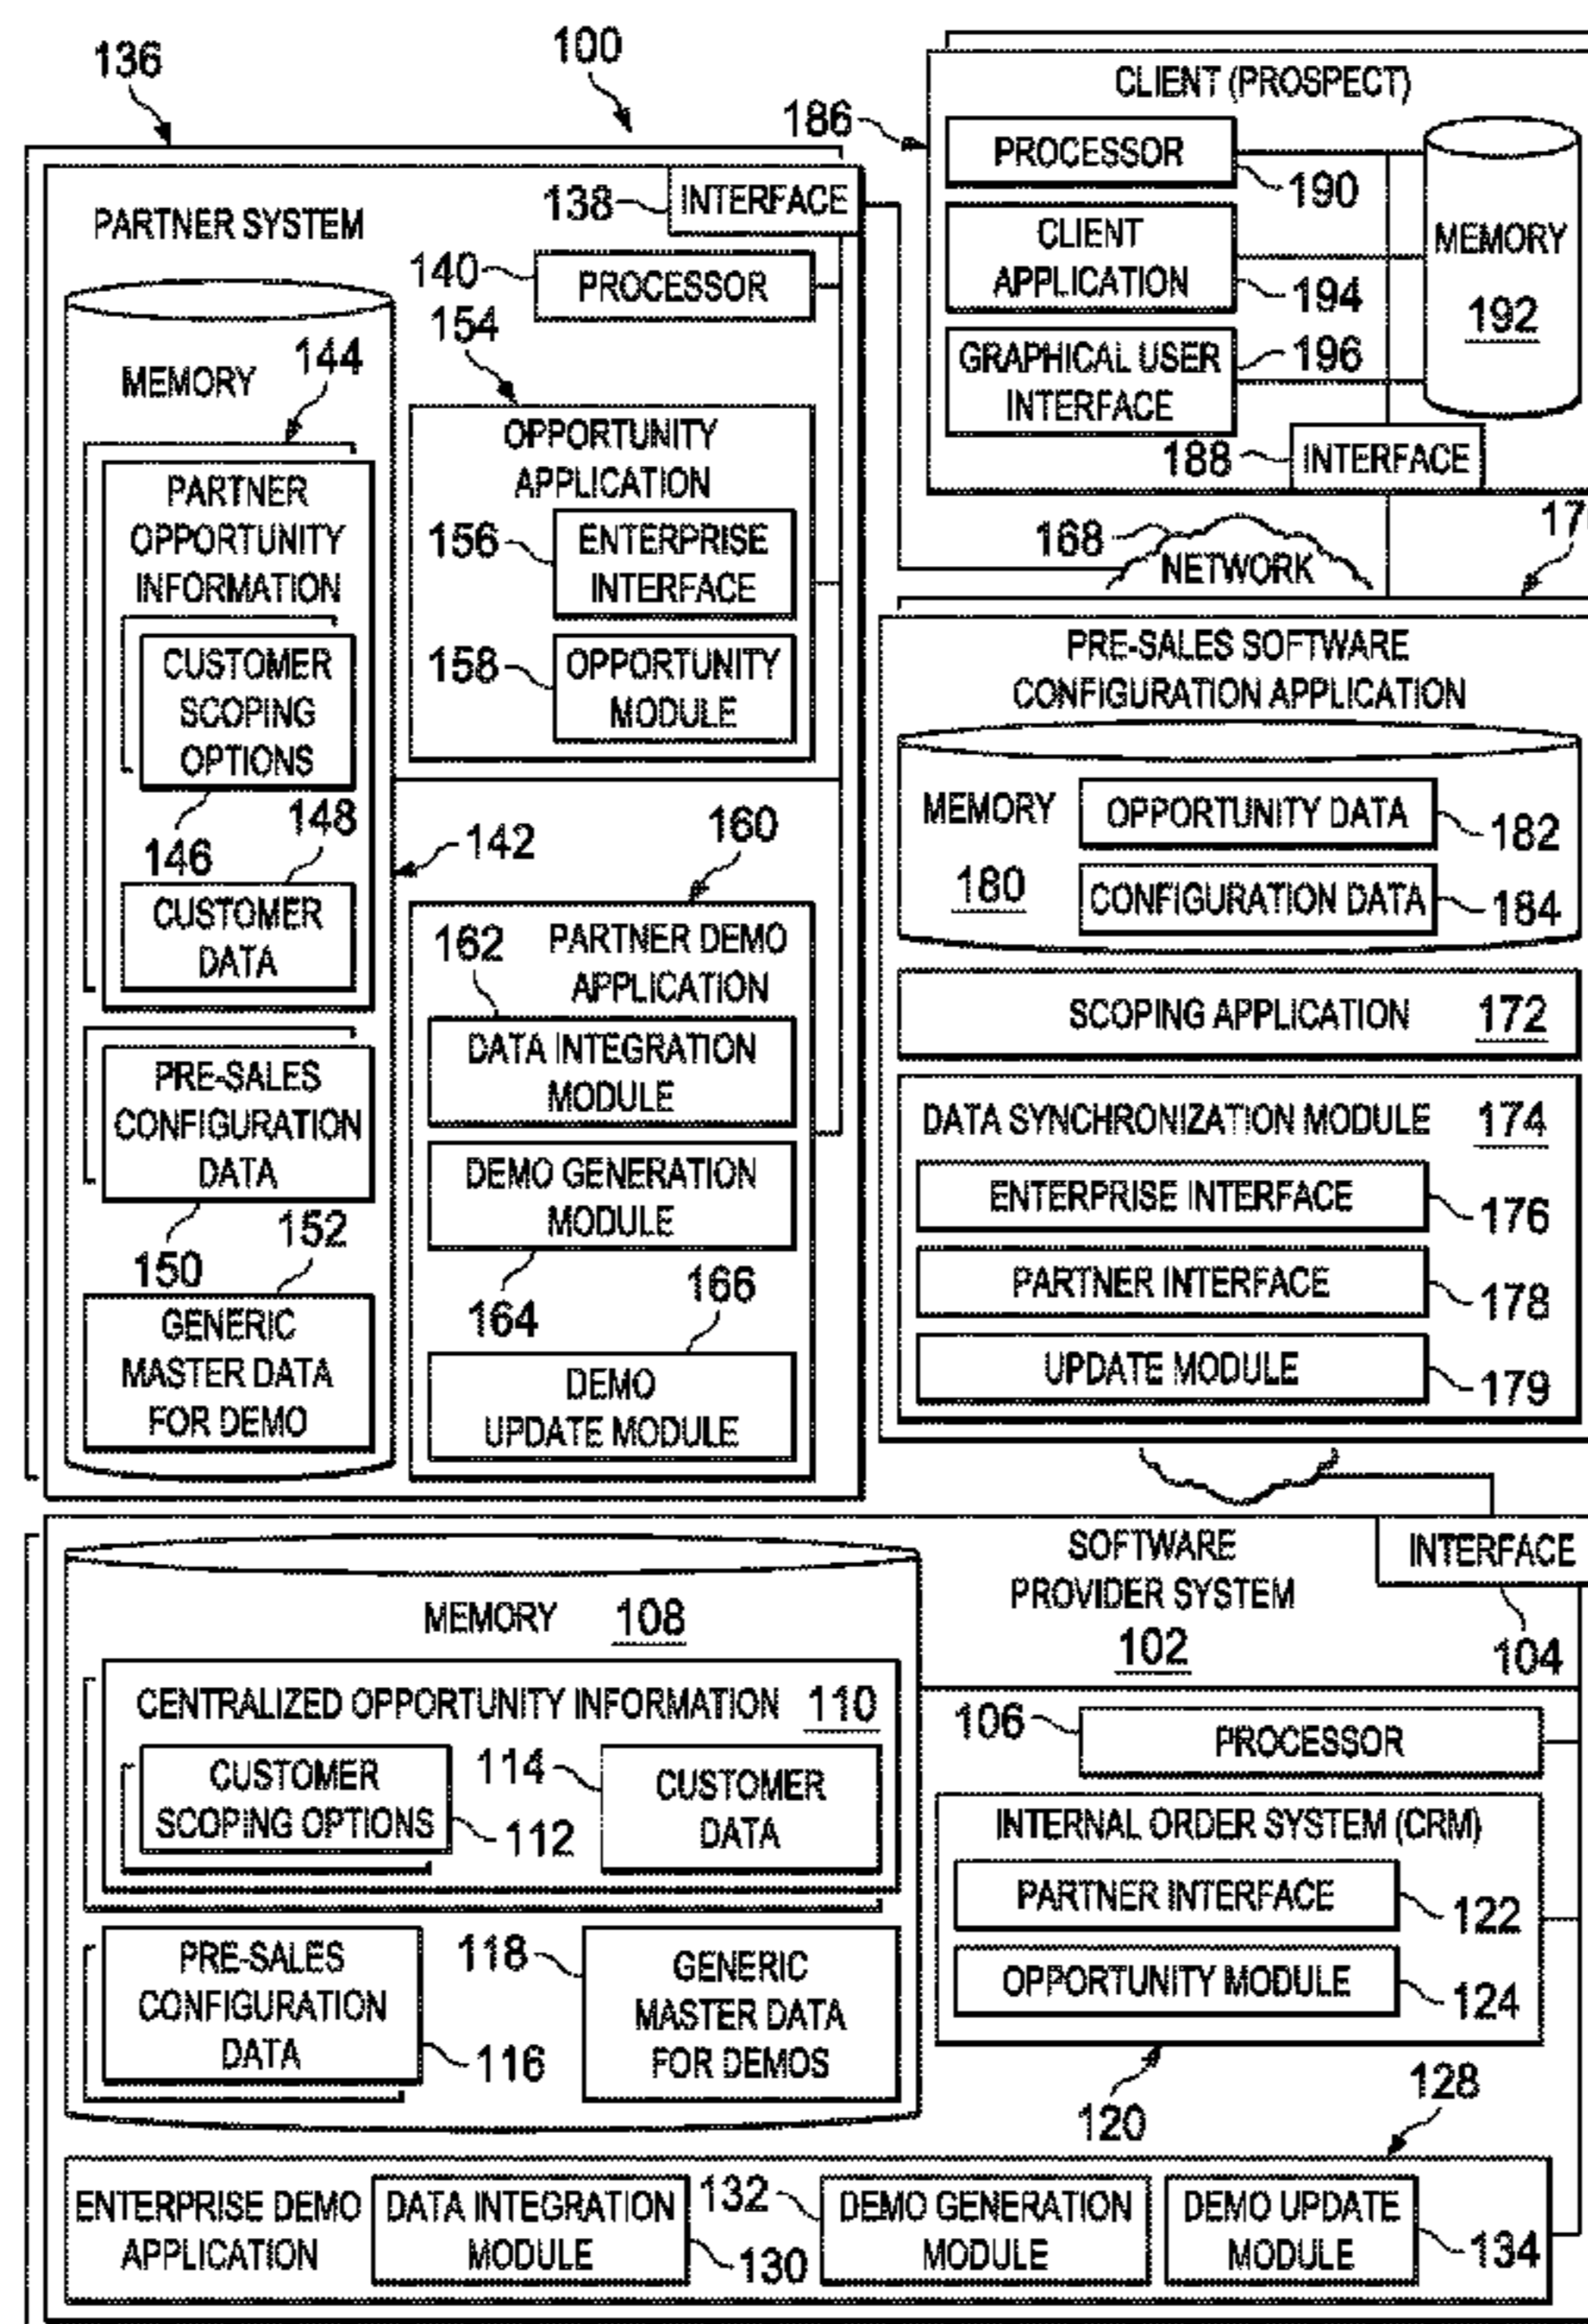 136
100
PARTNER SYSTEM
138
INTERFACE
140
PROCESSOR
154
MEMORY
144
PARTNER
OPPORTUNITY
INFORMATION
CUSTOMER
SCOPING
OPTIONS
146
148
CUSTOMER
DATA
142
PRE-SALES
CONFIGURATION
DATA
150
152
GENERIC
MASTER DATA
FOR DEMO
OPPORTUNITY
APPLICATION
156
ENTERPRISE
INTERFACE
158
OPPORTUNITY
MODULE
160
162
PARTNER DEMO
APPLICATION
DATA INTEGRATION
MODULE
DEMO GENERATION
MODULE
164
166
DEMO
UPDATE MODULE
CLIENT (PROSPECT)
186
PROCESSOR
190
CLIENT
APPLICATION
194
GRAPHICAL USER
INTERFACE
196
MEMORY
192
188
INTERFACE
168
NETWORK
PRE-SALES SOFTWARE
CONFIGURATION APPLICATION
MEMORY
180
OPPORTUNITY DATA
182
CONFIGURATION DATA
184
SCOPING APPLICATION 172
DATA SYNCHRONIZATION MODULE 174
ENTERPRISE INTERFACE
176
PARTNER INTERFACE
178
UPDATE MODULE
179
SOFTWARE
PROVIDER SYSTEM
102
INTERFACE
104
MEMORY 108
CENTRALIZED OPPORTUNITY INFORMATION 110
CUSTOMER
SCOPING OPTIONS
112
114
CUSTOMER
DATA
PRE-SALES
CONFIGURATION
DATA
116
118
GENERIC
MASTER DATA
FOR DEMOS
106
PROCESSOR
INTERNAL ORDER SYSTEM (CRM)
PARTNER INTERFACE
122
OPPORTUNITY MODULE
124
120
128
ENTERPRISE DEMO
APPLICATION
DATA INTEGRATION
MODULE
130
132
DEMO GENERATION
MODULE
DEMO UPDATE
MODULE
134